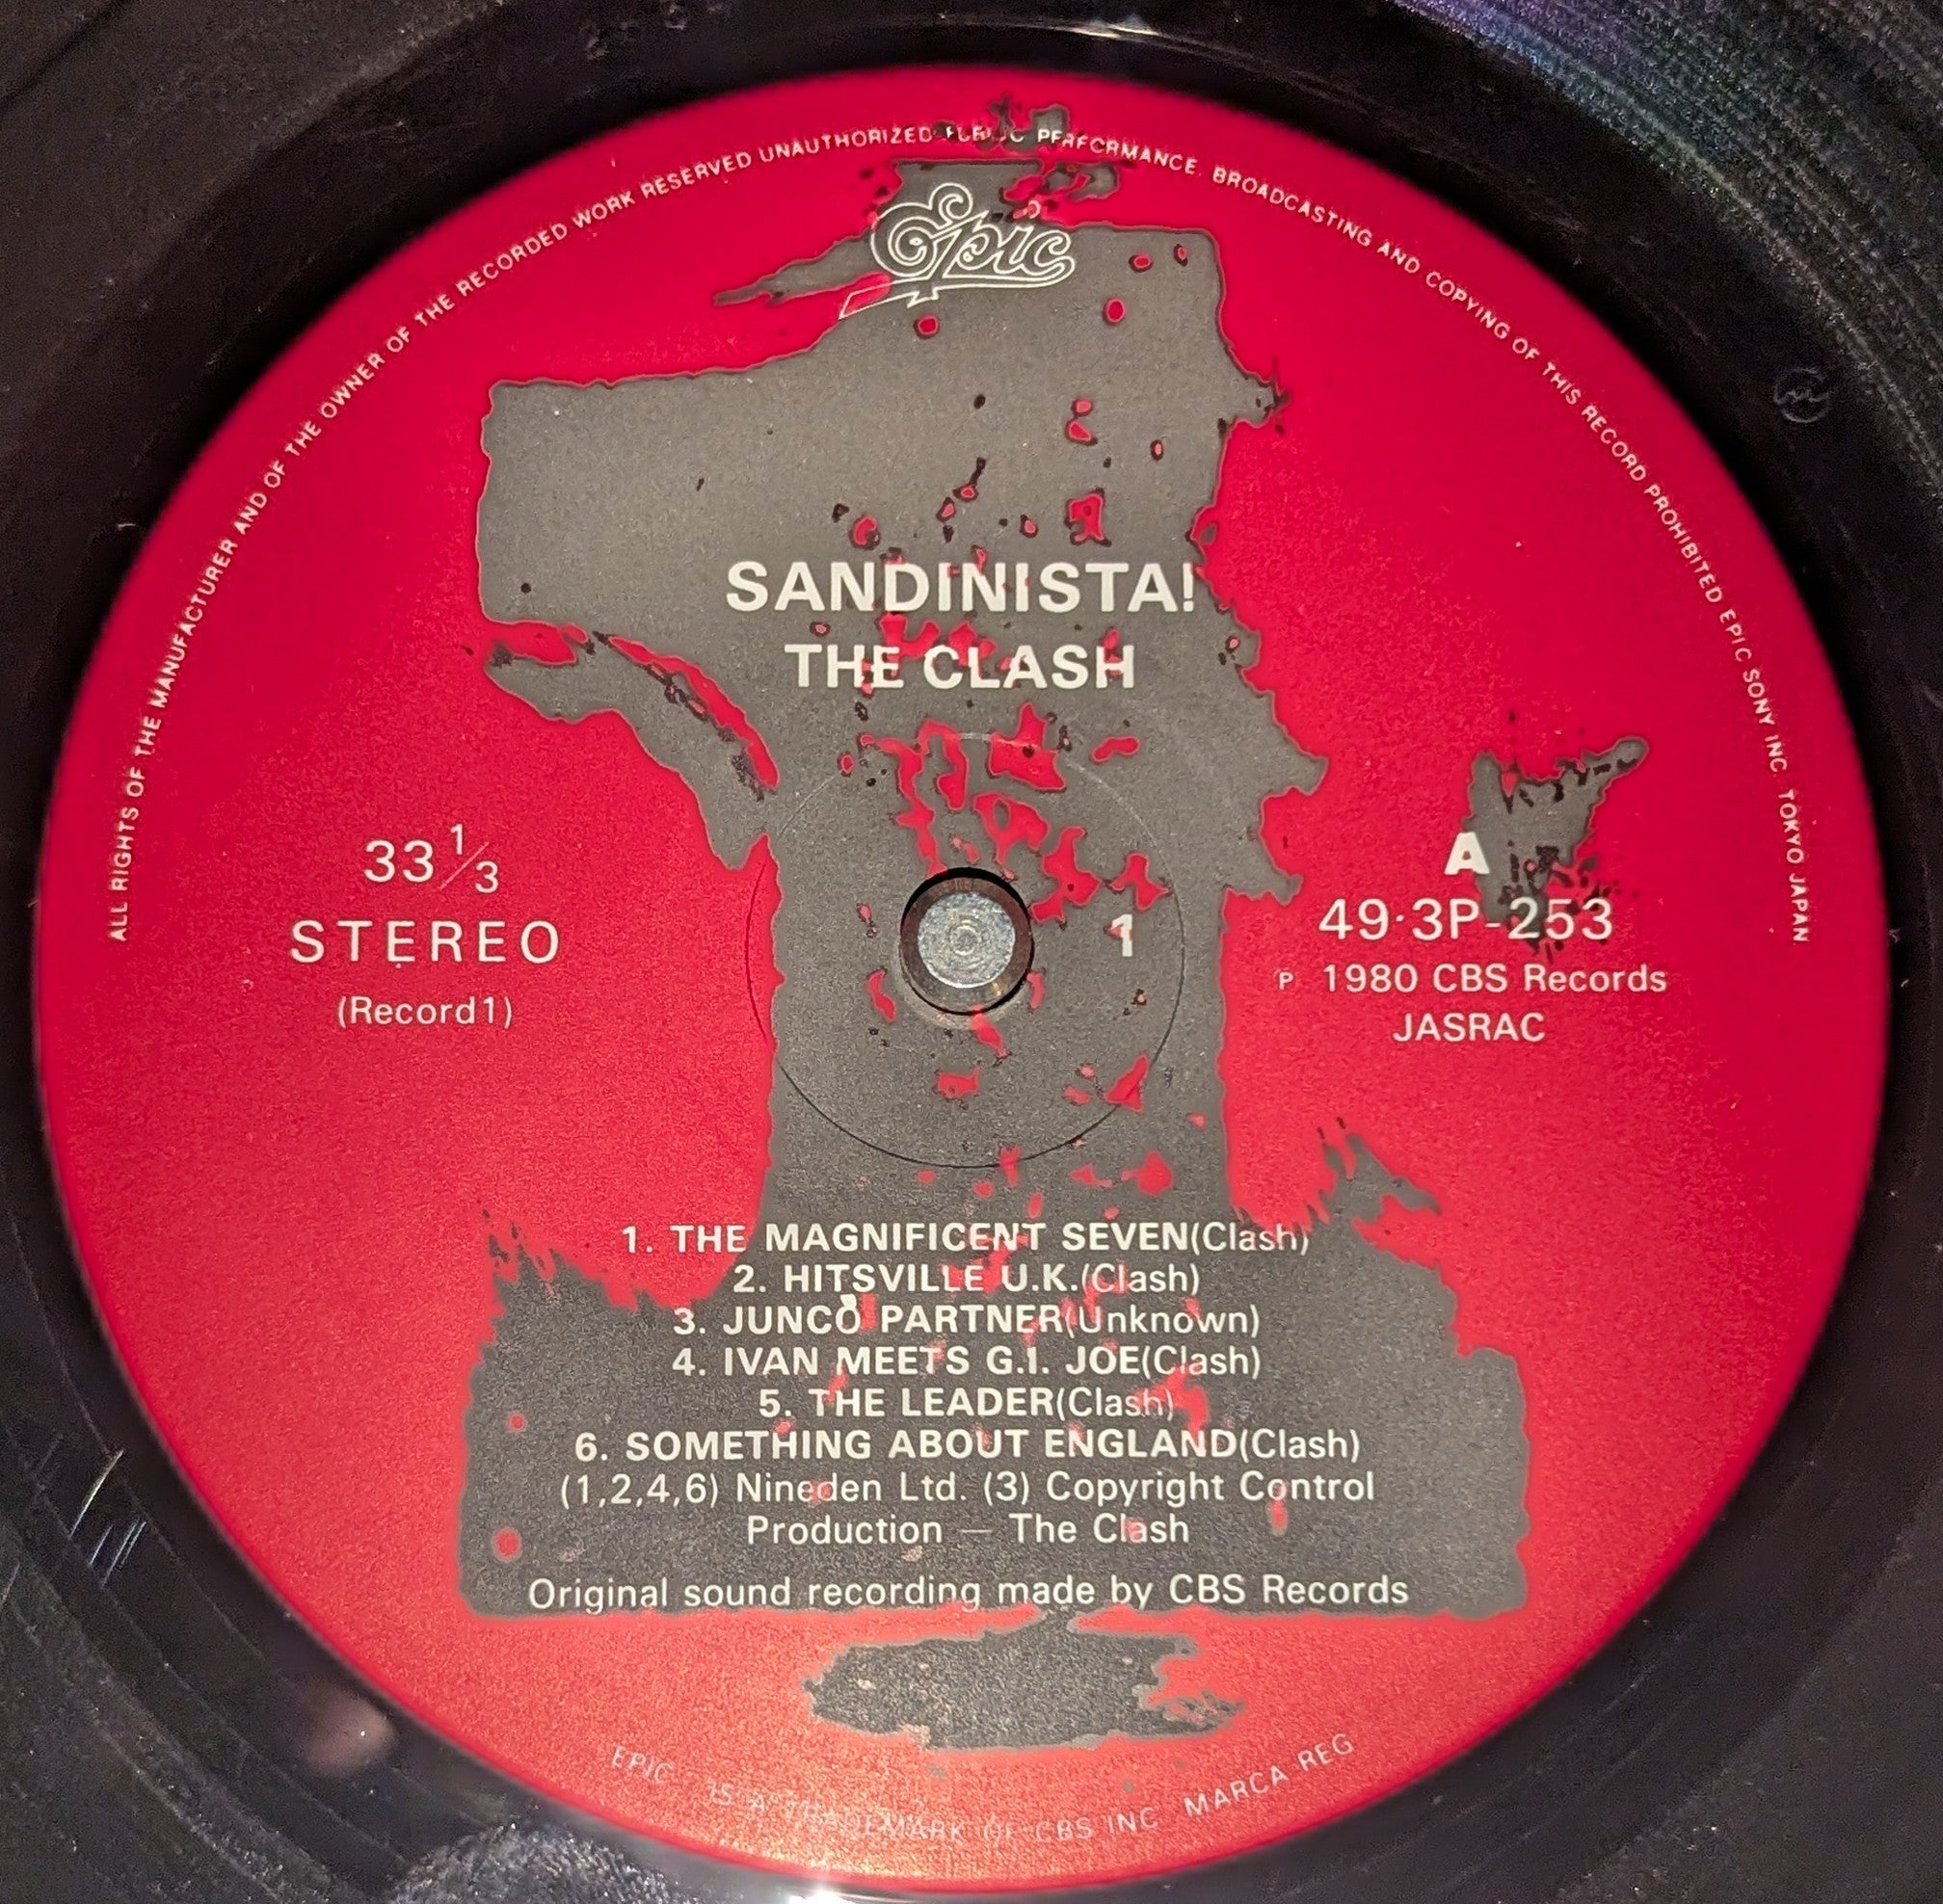 ALL RIGHTS OF THE MANUFACTURER AND OF THE OWNER OF THE RECORDED WORK RESERVED UNAUTHORIZED PUBLIC PERFORMANCE. BROADCASTING AND COPYING OF THIS RECORD PROHIBITED EPIC SONY INC. TOKYO JAPAN
Epic
SANDINISTA!
THE CLASH
33 1/3
STEREO
(Record1)
1
A
49·3P-253
P 1980 CBS Records
JASRAC
1. THE MAGNIFICENT SEVEN(Clash)
2. HITSVILLE U.K.(Clash)
3. JUNCO PARTNER(Unknown)
4. IVAN MEETS G.I. JOE(Clash)
5. THE LEADER(Clash)
6. SOMETHING ABOUT ENGLAND(Clash)
(1,2,4,6) Nineden Ltd. (3) Copyright Control
Production — The Clash
Original sound recording made by CBS Records
EPIC IS A TRADEMARK OF CBS INC MARCA REG